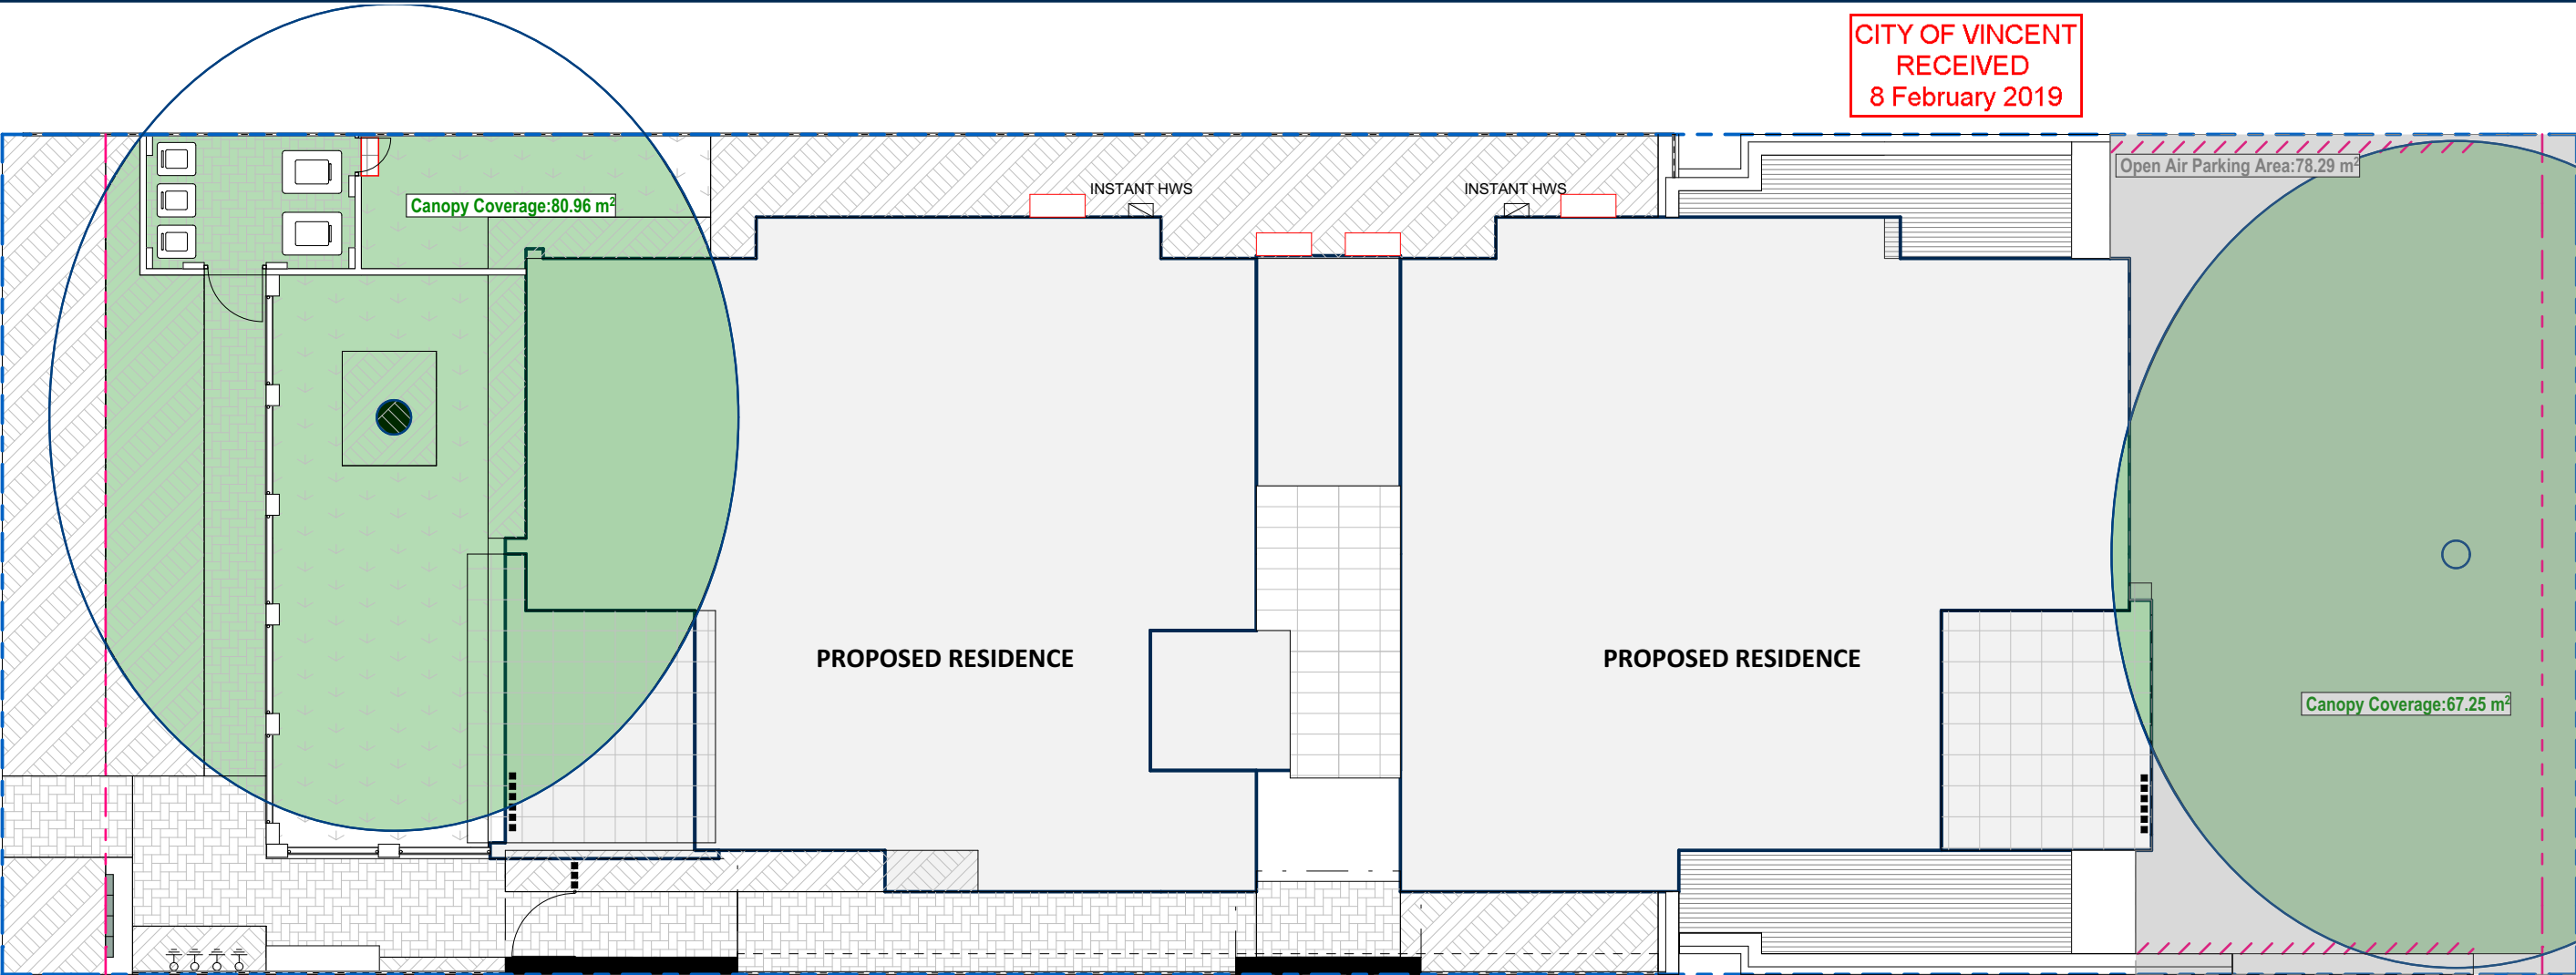 CITY OF VINCENT
RECEIVED
8 February 2019
Open Air Parking Area:78.29 m²
INSTANT HWS
INSTANT HWS
Canopy Coverage:80.96 m²
PROPOSED RESIDENCE
PROPOSED RESIDENCE
Canopy Coverage:67.25 m²